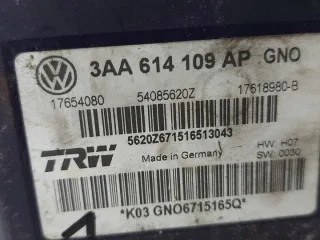 3AA 614 109 AP GNO
17654080 54085620Z 17618980-B
5620Z671516513043
TRW Made in Germany HW: H07
SW: 0030
*K03 GNO6715165Q*